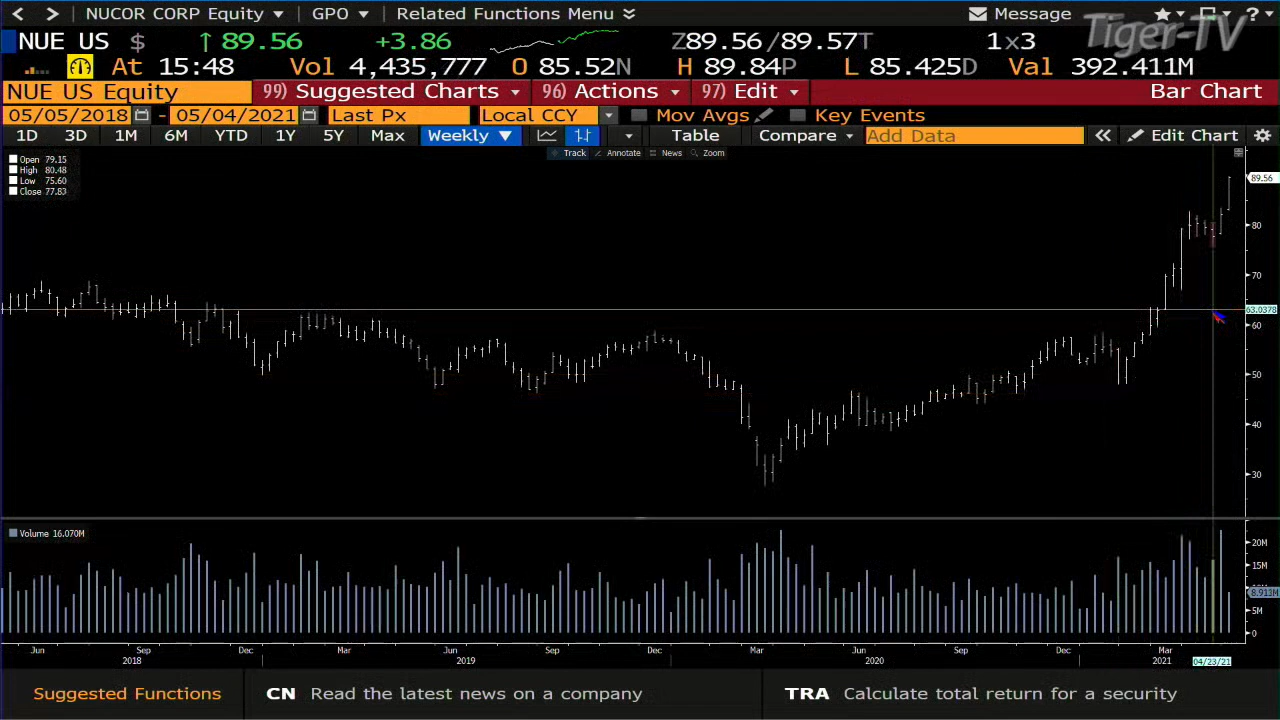 NUCOR CORP Equity GPO Related Functions Menu Message ?
NUE US $ ↑ 89.56 +3.86 Z89.56/89.57T 1x3 Tiger-TV
At 15:48 Vol 4,435,777 O 85.52N H 89.84P L 85.425D Val 392.411M
NUE US Equity 99) Suggested Charts 96) Actions 97) Edit Bar Chart
05/05/2018 - 05/04/2021 Last Px Local CCY Mov Avgs Key Events
1D 3D 1M 6M YTD 1Y 5Y Max Weekly ▼ Table Compare Add Data « Edit Chart
Track Annotate News Zoom
Open 79.15
High 80.48
Low 75.60
Close 77.83
89.56
80
70
63.0378
60
50
40
30
Volume 16.070M
20M
15M
8.913M
5M
0
Jun Sep Dec Mar Jun Sep Dec Mar Jun Sep Dec Mar
2018 2019 2020 2021 04/23/21
Suggested Functions CN Read the latest news on a company TRA Calculate total return for a security